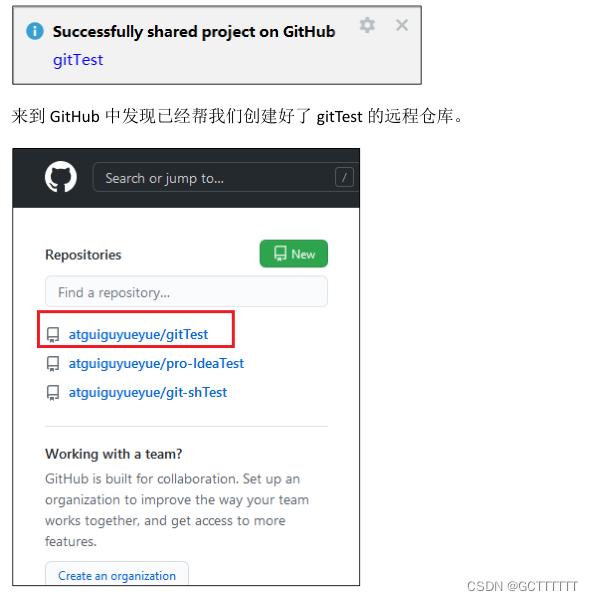 Successfully shared project on GitHub
gitTest
来到 GitHub 中发现已经帮我们创建好了 gitTest 的远程仓库。
Search or jump to... /
Repositories New
Find a repository...
atguiguyueyue/gitTest
atguiguyueyue/pro-IdeaTest
atguiguyueyue/git-shTest
Working with a team?
GitHub is built for collaboration. Set up an
organization to improve the way your team
works together, and get access to more
features.
Create an organization
CSDN @GCTTTTTT